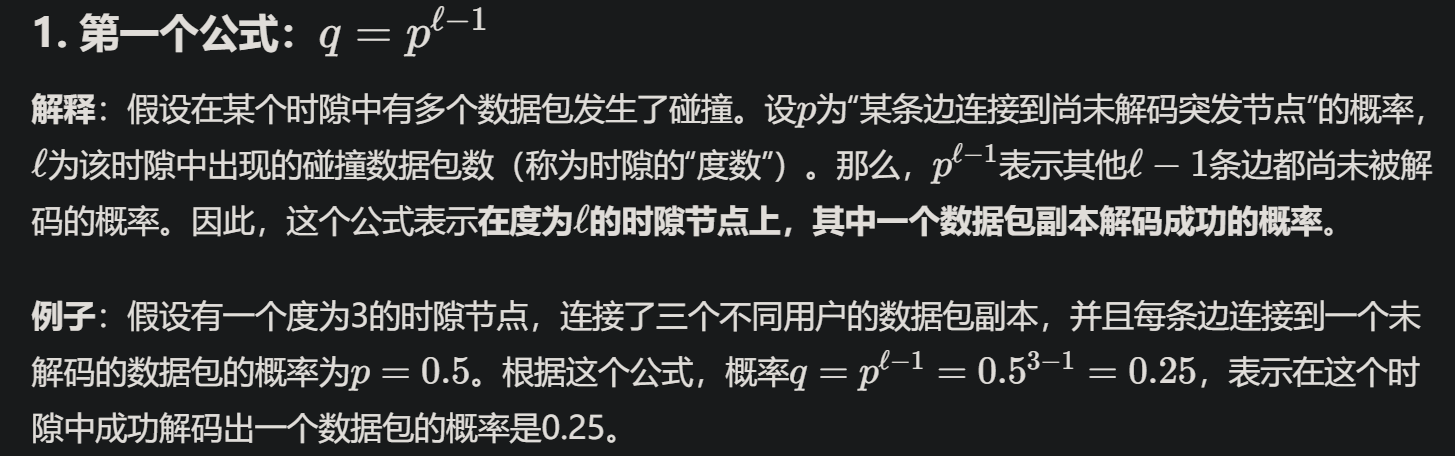 1. 第一个公式：q = p^{ℓ−1}
解释：假设在某个时隙中有多个数据包发生了碰撞。设p为“某条边连接到尚未解码突发节点”的概率，
ℓ为该时隙中出现的碰撞数据包数（称为时隙的“度数”）。那么，p^{ℓ−1}表示其他ℓ − 1条边都尚未被解
码的概率。因此，这个公式表示在度为ℓ的时隙节点上，其中一个数据包副本解码成功的概率。
例子：假设有一个度为3的时隙节点，连接了三个不同用户的数据包副本，并且每条边连接到一个未
解码的数据包的概率为p = 0.5。根据这个公式，概率q = p^{ℓ−1} = 0.5^{3−1} = 0.25，表示在这个时
隙中成功解码出一个数据包的概率是0.25。